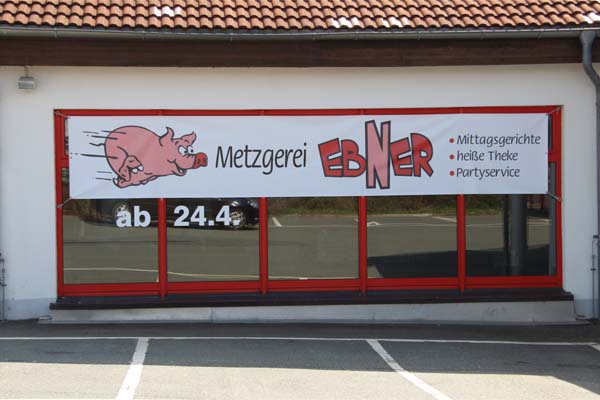 Metzgerei EBNER
• Mittagsgerichte
• heiße Theke
• Partyservice
ab 24.4.